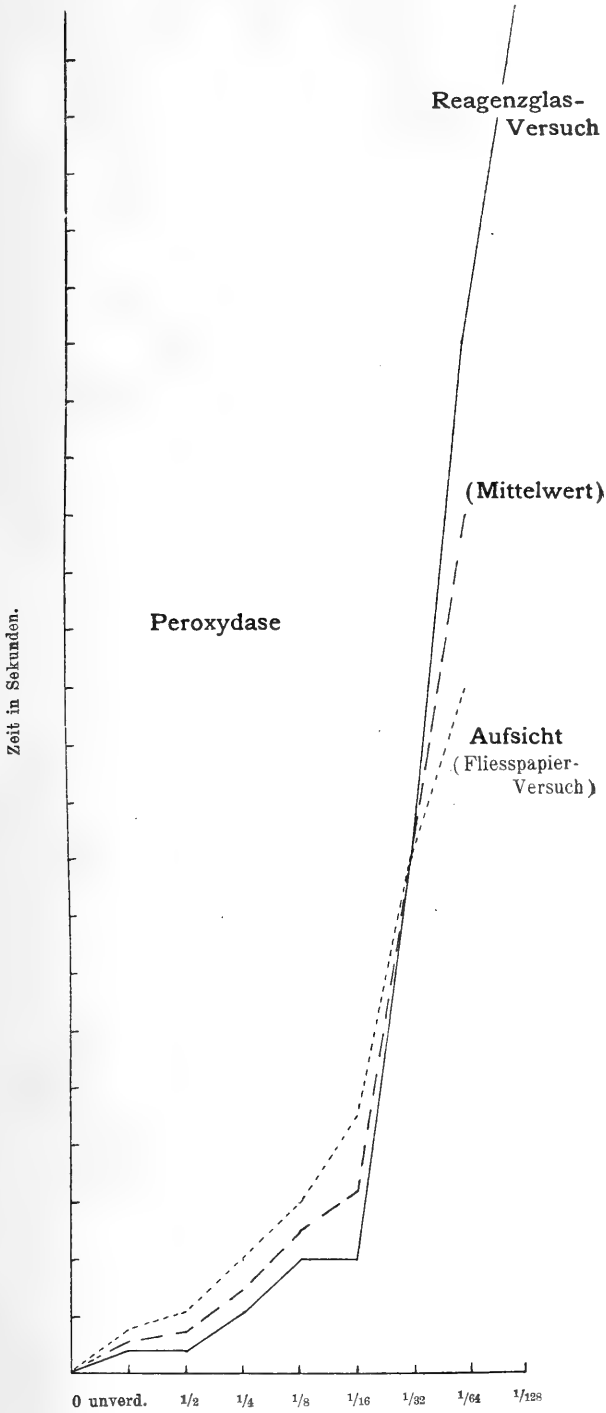 Reagenzglas-
Versuch
(Mittelwert)
Peroxydase
Aufsicht
(Fliesspapier-
Versuch)
Zeit in Sekunden.
0 unverd. 1/2 1/4 1/8 1/16 1/32 1/64 1/128